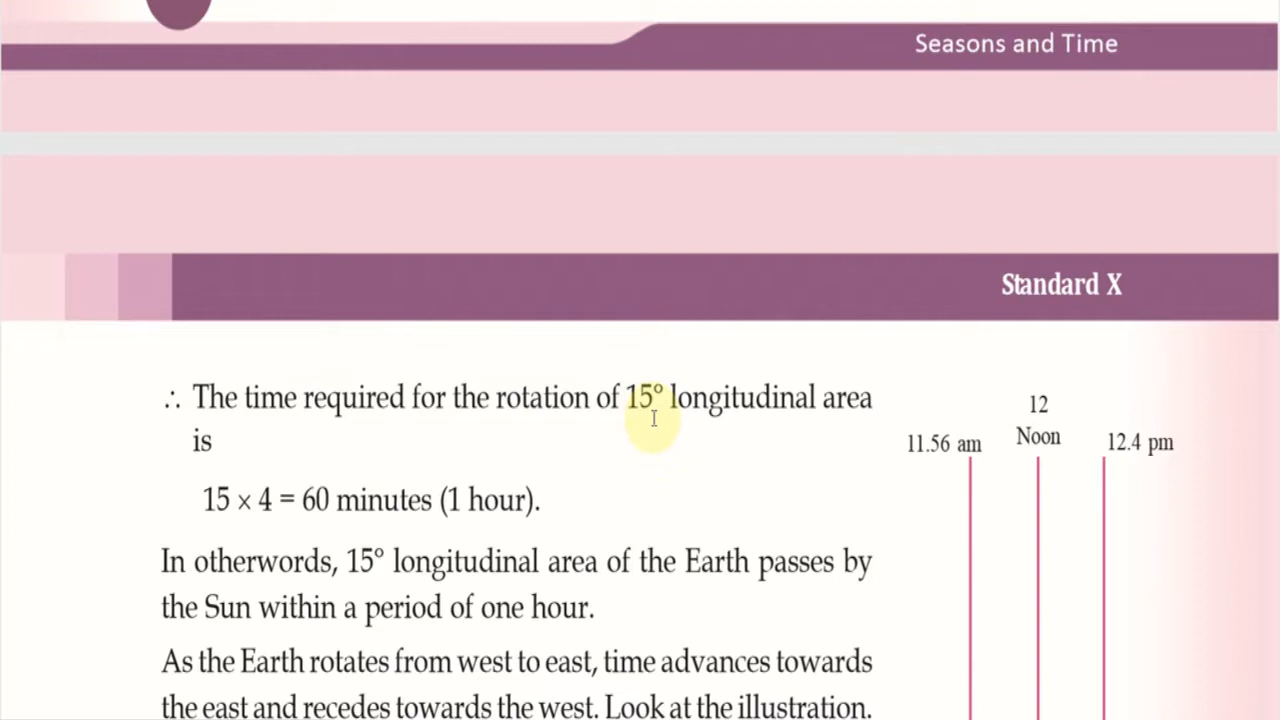 Seasons and Time
Standard X
∴ The time required for the rotation of 15º longitudinal area
is
15 × 4 = 60 minutes (1 hour).
In otherwords, 15º longitudinal area of the Earth passes by
the Sun within a period of one hour.
As the Earth rotates from west to east, time advances towards
the east and recedes towards the west. Look at the illustration.
12
Noon
11.56 am
12.4 pm